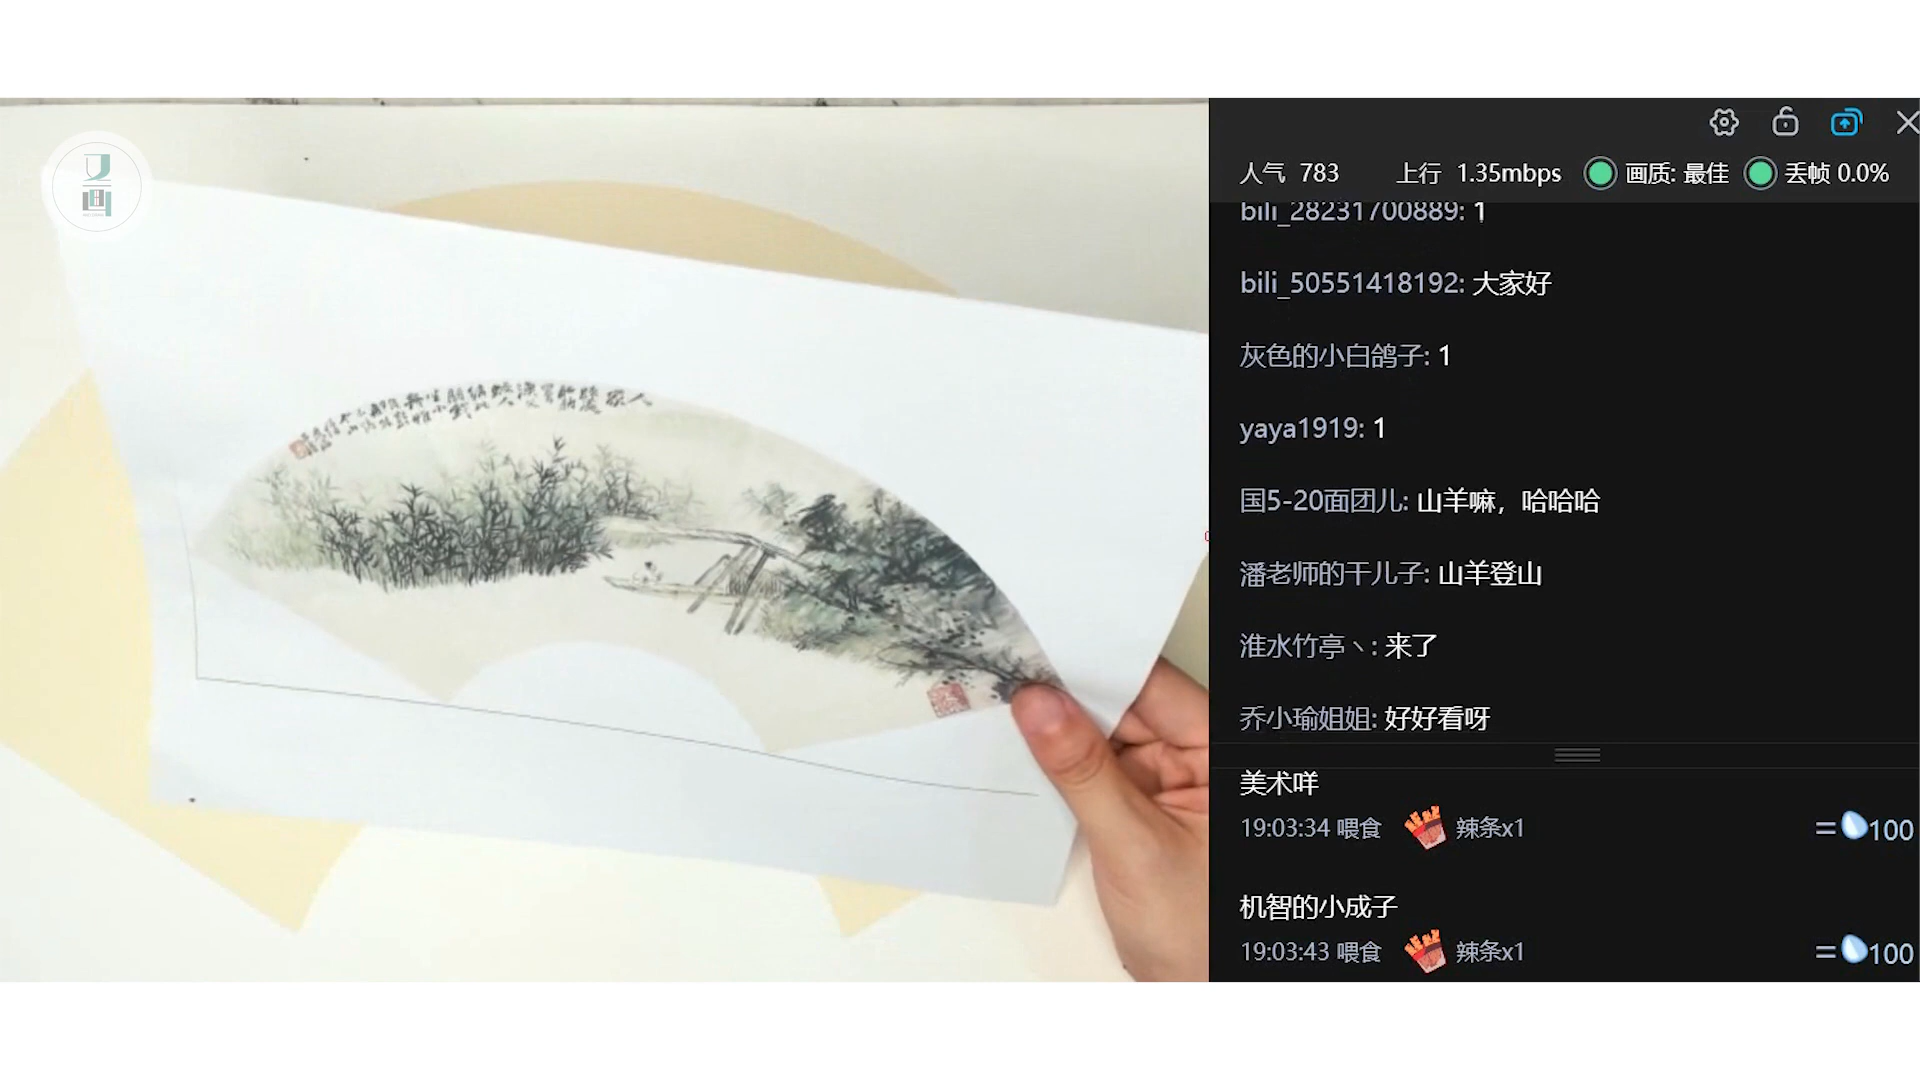 人气 783 上行 1.35mbps 画质: 最佳 丢帧 0.0%
bili_28231700889: 1
bili_50551418192: 大家好
灰色的小白鸽子: 1
yaya1919: 1
国5-20面团儿: 山羊嘛，哈哈哈
潘老师的干儿子: 山羊登山
淮水竹亭丶: 来了
乔小瑜姐姐: 好好看呀
美术咩
19:03:34 喂食 辣条x1 =100
机智的小成子
19:03:43 喂食 辣条x1 =100